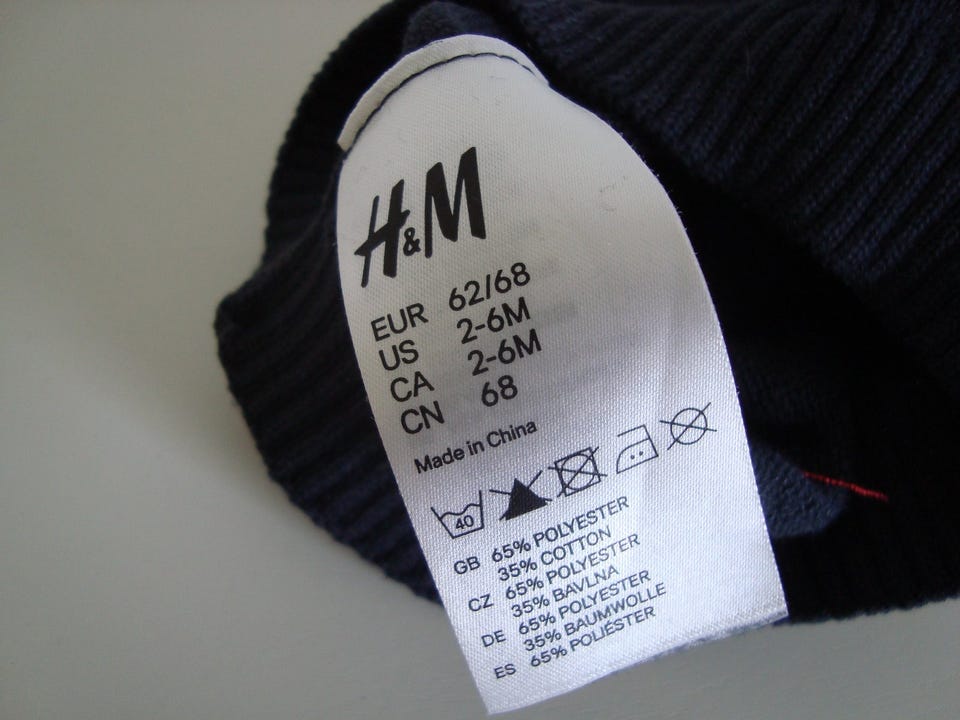 H&M
EUR 62/68
US 2-6M
CA 2-6M
CN 68
Made in China
40
GB 65% POLYESTER
35% COTTON
CZ 65% POLYESTER
35% BAVLNA
DE 65% POLYESTER
35% BAUMWOLLE
ES 65% POLIÉSTER